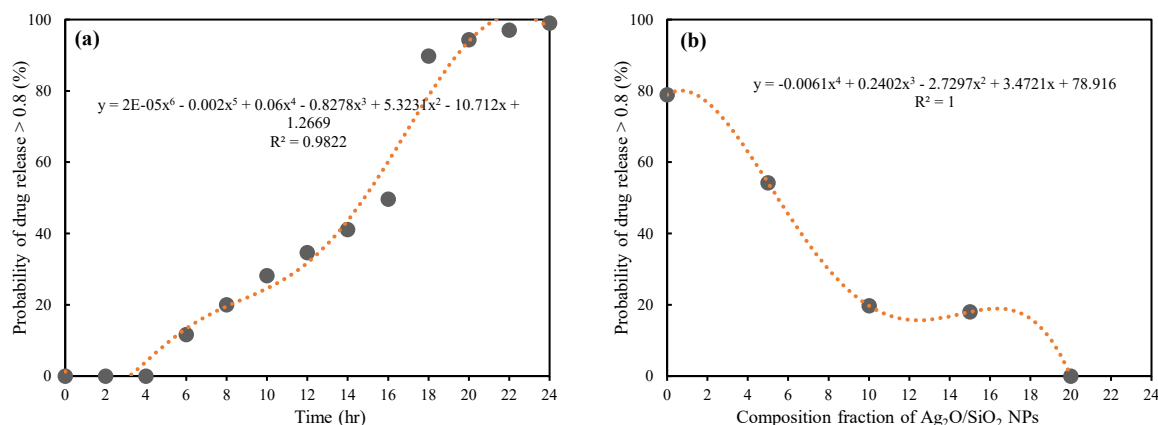 (a)
Probability of drug release > 0.8 (%)
100
80
60
40
20
0
y = 2E-05x⁶ - 0.002x⁵ + 0.06x⁴ - 0.8278x³ + 5.3231x² - 10.712x +
1.2669
R² = 0.9822
0 2 4 6 8 10 12 14 16 18 20 22 24
Time (hr)
(b)
Probability of drug release > 0.8 (%)
100
80
60
40
20
0
y = -0.0061x⁴ + 0.2402x³ - 2.7297x² + 3.4721x + 78.916
R² = 1
0 2 4 6 8 10 12 14 16 18 20 22 24
Composition fraction of Ag₂O/SiO₂ NPs